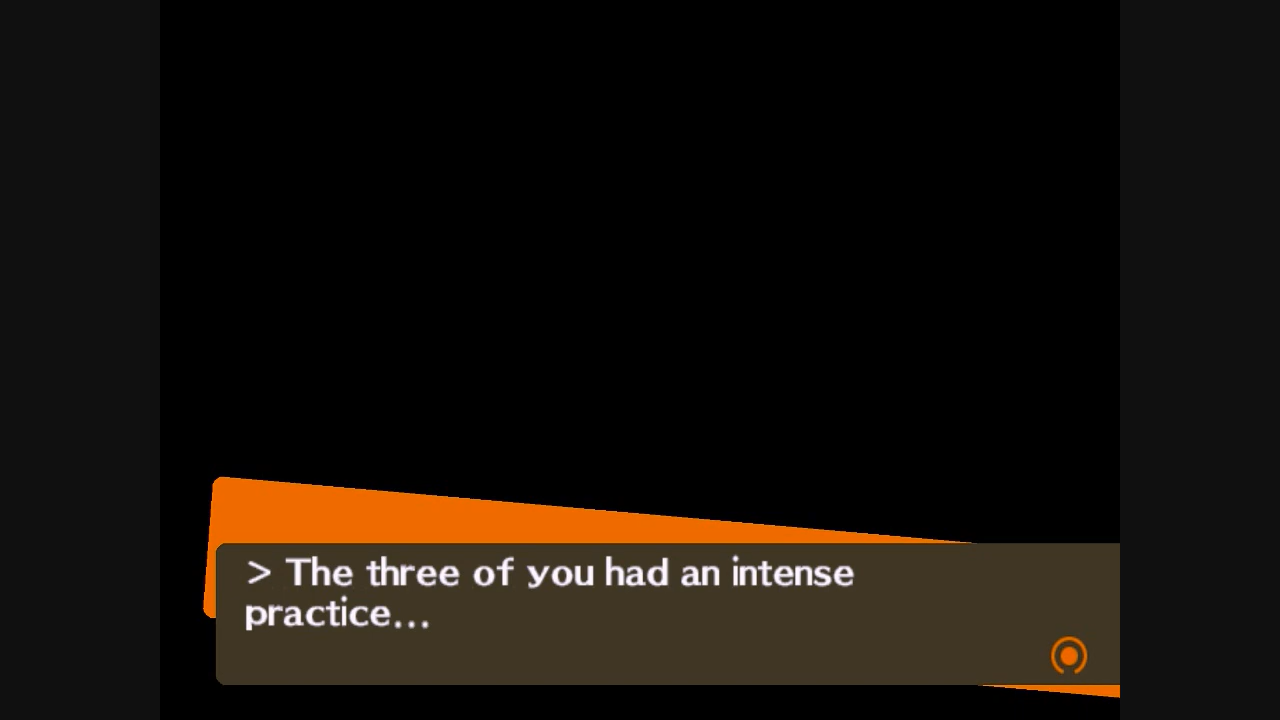 > The three of you had an intense
practice...